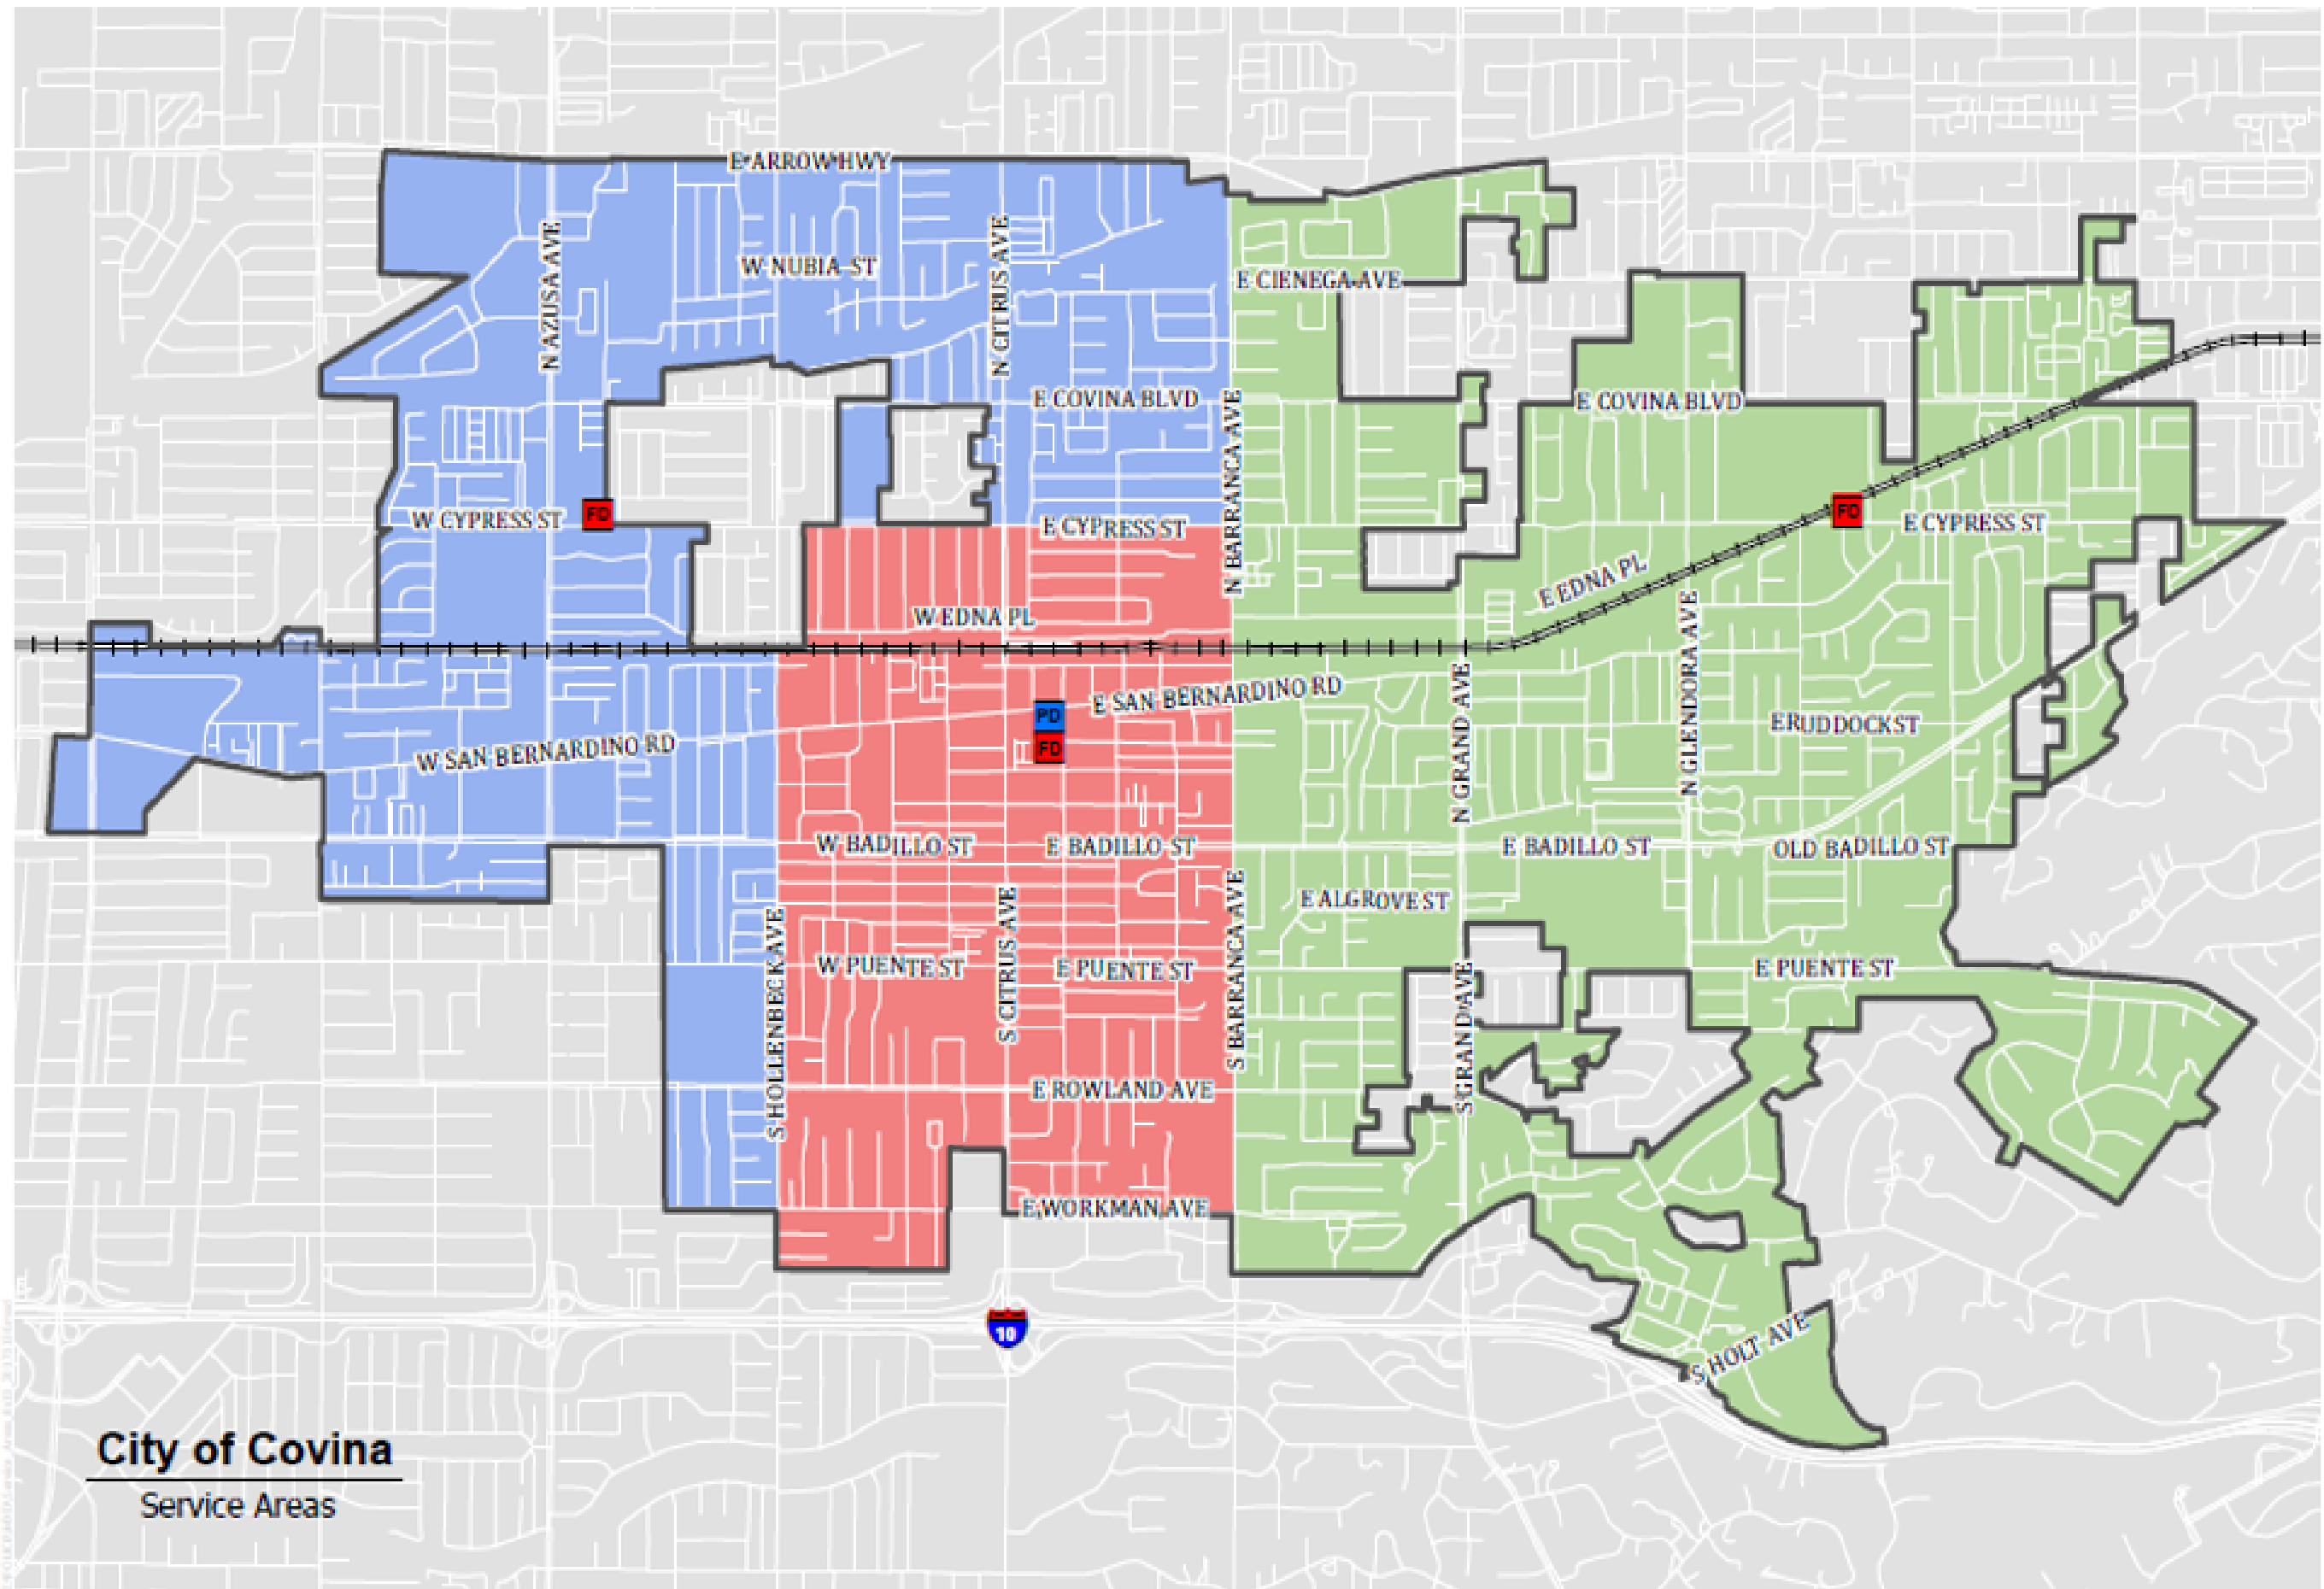 E ARROW HWY
N AZUSA AVE
W NUBIA ST
N CITRUS AVE
E CIENEGA AVE
E COVINA BLVD
E COVINA BLVD
N BARRANCA AVE
W CYPRESS ST
FD
E CYPRESS ST
FD
E CYPRESS ST
E EDNA PL
W EDNA PL
N GLENDORA AVE
N GRAND AVE
E SAN BERNARDINO RD
PD
FD
W SAN BERNARDINO RD
E RUDDOCK ST
W BADILLO ST
E BADILLO ST
E BADILLO ST
OLD BADILLO ST
E ALGROVE ST
S HOLLENBECK AVE
S CITRUS AVE
S BARRANCA AVE
W PUENTE ST
E PUENTE ST
S GRAND AVE
E PUENTE ST
E ROWLAND AVE
E WORKMAN AVE
10
S HOLT AVE
City of Covina
Service Areas